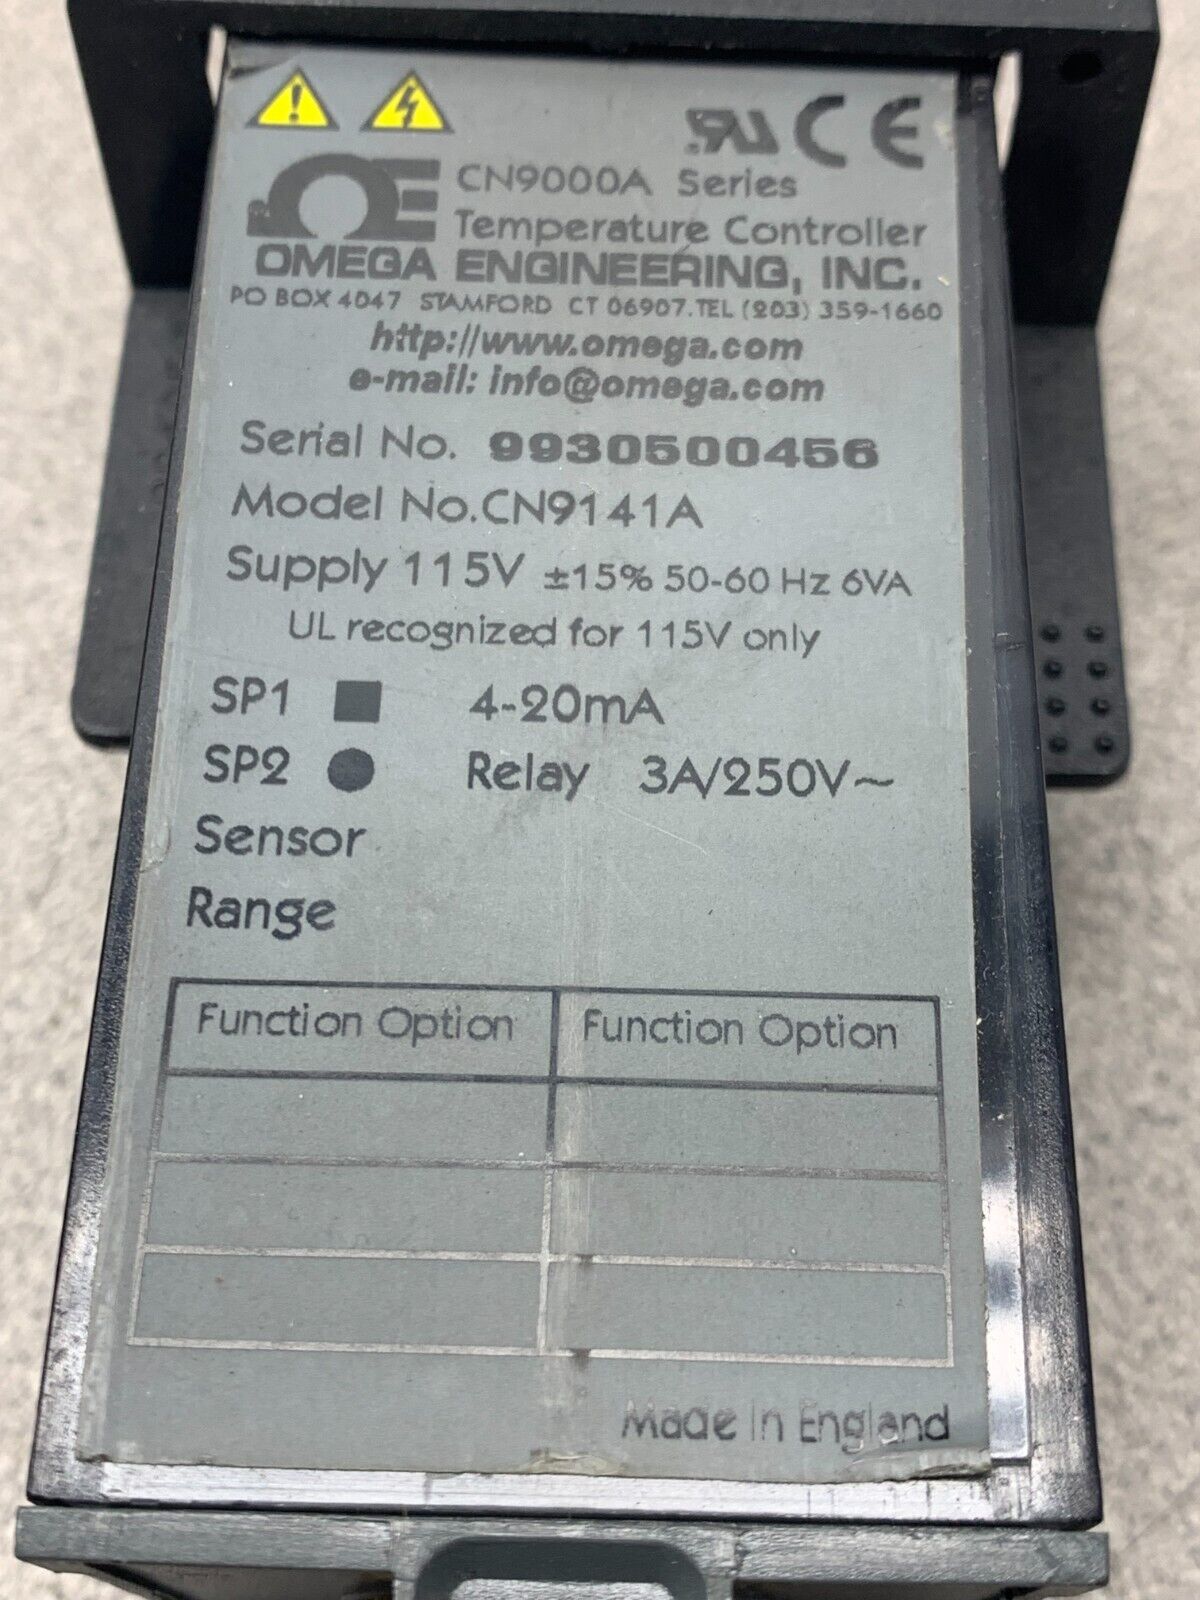 CN9000A Series
Temperature Controller
OMEGA ENGINEERING, INC.
PO BOX 4047 STAMFORD CT 06907.TEL (203) 359-1660
http://www.omega.com
e-mail: info@omega.com
Serial No. 9930500456
Model No.CN9141A
Supply 115V ±15% 50-60 Hz 6VA
UL recognized for 115V only
SP1 ■ 4-20mA
SP2 ● Relay 3A/250V~
Sensor
Range
Function Option Function Option
Made In England